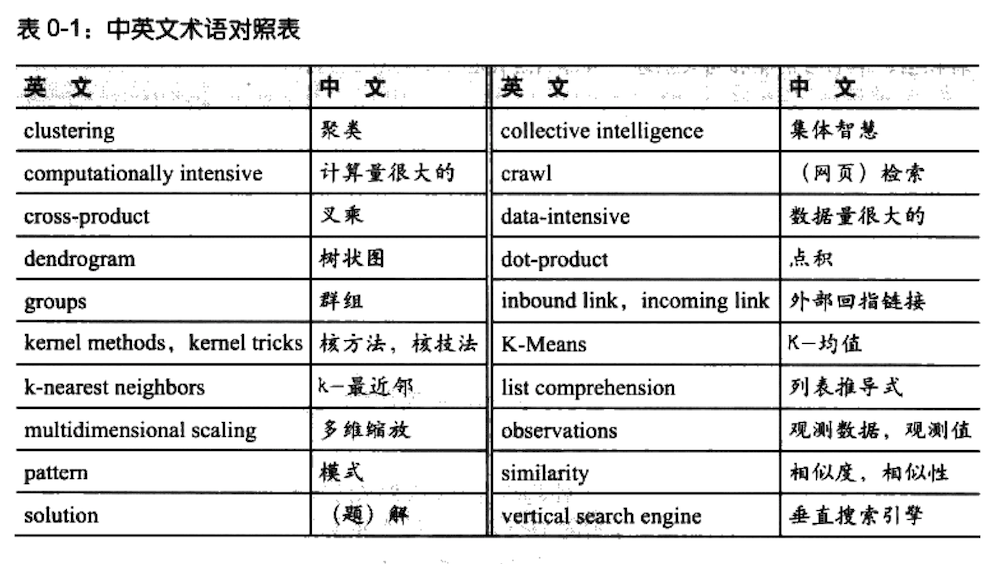 表 0-1：中英文术语对照表
英 文 中 文 英 文 中 文
clustering 聚类 collective intelligence 集体智慧
computationally intensive 计算量很大的 crawl （网页）检索
cross-product 叉乘 data-intensive 数据量很大的
dendrogram 树状图 dot-product 点积
groups 群组 inbound link，incoming link 外部回指链接
kernel methods，kernel tricks 核方法，核技法 K-Means K-均值
k-nearest neighbors k-最近邻 list comprehension 列表推导式
multidimensional scaling 多维缩放 observations 观测数据，观测值
pattern 模式 similarity 相似度，相似性
solution （题）解 vertical search engine 垂直搜索引擎